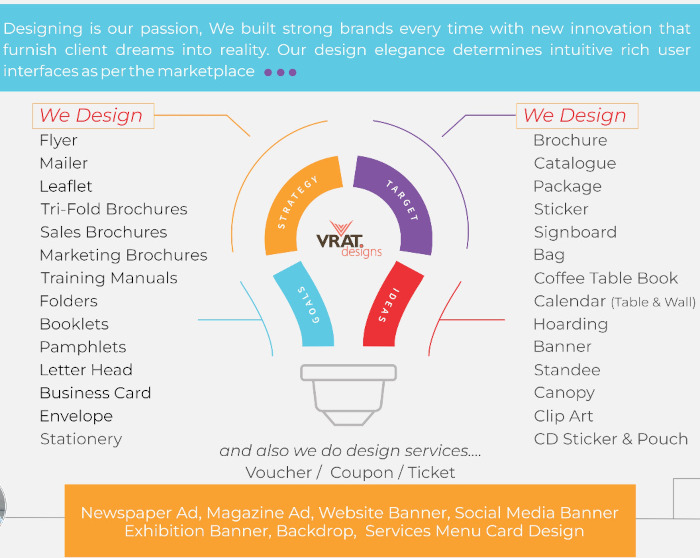 Designing is our passion, We built strong brands every time with new innovation that
furnish client dreams into reality. Our design elegance determines intuitive rich user
interfaces as per the marketplace
We Design
Flyer
Mailer
Leaflet
Tri-Fold Brochures
Sales Brochures
Marketing Brochures
Training Manuals
Folders
Booklets
Pamphlets
Letter Head
Business Card
Envelope
Stationery
STRATEGY
TARGET
VRAT®
designs
GOALS
IDEAS
We Design
Brochure
Catalogue
Package
Sticker
Signboard
Bag
Coffee Table Book
Calendar (Table & Wall)
Hoarding
Banner
Standee
Canopy
Clip Art
CD Sticker & Pouch
and also we do design services....
Voucher / Coupon / Ticket
Newspaper Ad, Magazine Ad, Website Banner, Social Media Banner
Exhibition Banner, Backdrop, Services Menu Card Design